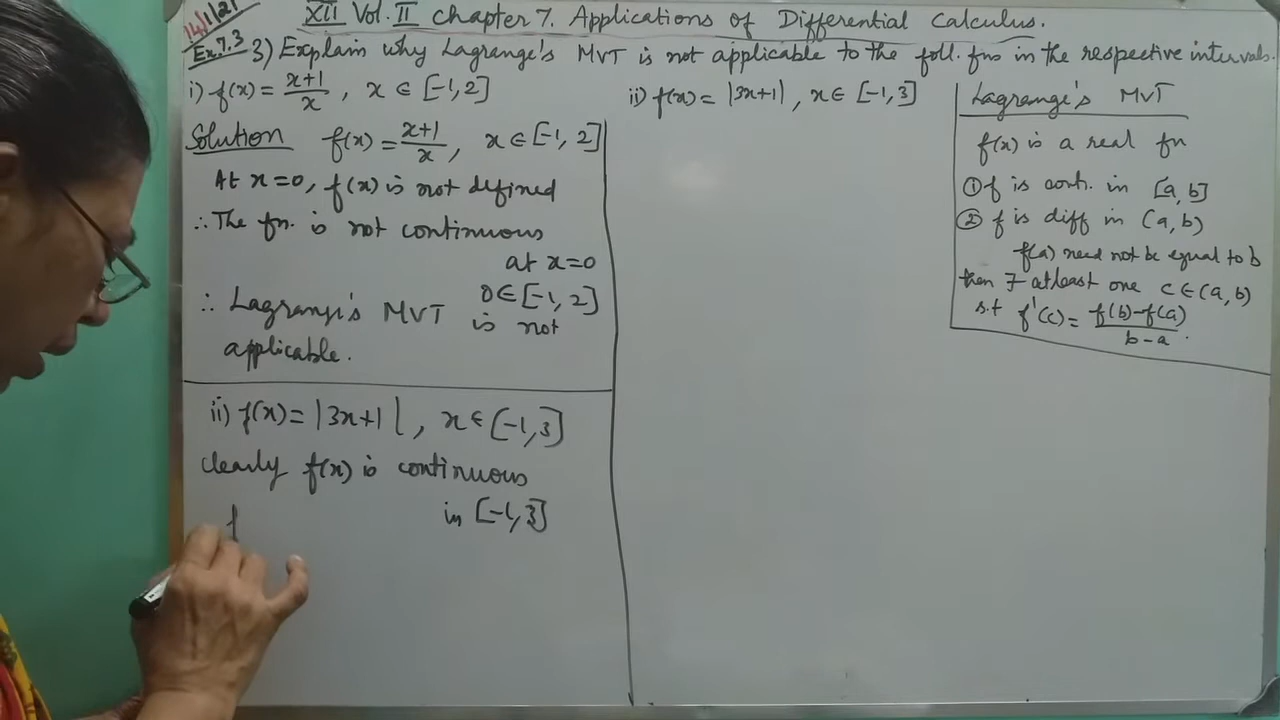 14/1/21
XII Vol. II Chapter 7. Applications of Differential Calculus.
Ex.7.3 3) Explain why Lagrange's MVT is not applicable to the foll. fns in the respective intervals.
i) f(x) = x+1/x, x ∈ [-1, 2]
Solution f(x) = x+1/x, x ∈ [-1, 2]
At x=0, f(x) is not defined
∴ The fn. is not continuous
at x=0
0 ∈ [-1, 2]
∴ Lagrange's MVT is not
applicable.
ii) f(x) = |3x+1|, x ∈ [-1, 3]
clearly f(x) is continuous
in [-1, 3]
f
ii) f(x) = |3x+1|, x ∈ [-1, 3]
Lagrange's MVT
f(x) is a real fn
① f is conti. in [a, b]
② f is diff in (a, b)
f(a) need not be equal to b
then ∃ atleast one c ∈ (a, b)
s.t f'(c) = f(b)-f(a)/b-a.